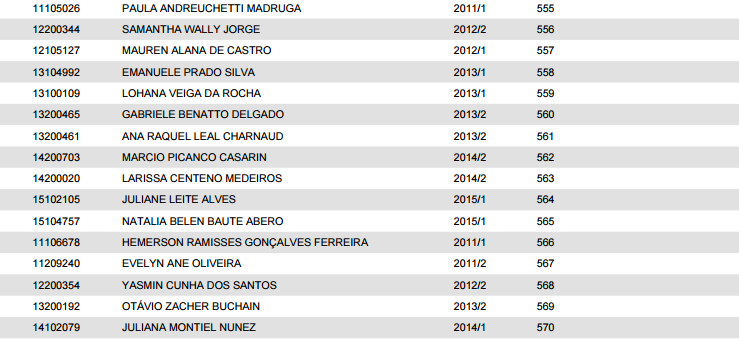 11105026 PAULA ANDREUCHETTI MADRUGA 2011/1 555
12200344 SAMANTHA WALLY JORGE 2012/2 556
12105127 MAUREN ALANA DE CASTRO 2012/1 557
13104992 EMANUELE PRADO SILVA 2013/1 558
13100109 LOHANA VEIGA DA ROCHA 2013/1 559
13200465 GABRIELE BENATTO DELGADO 2013/2 560
13200461 ANA RAQUEL LEAL CHARNAUD 2013/2 561
14200703 MARCIO PICANCO CASARIN 2014/2 562
14200020 LARISSA CENTENO MEDEIROS 2014/2 563
15102105 JULIANE LEITE ALVES 2015/1 564
15104757 NATALIA BELEN BAUTE ABERO 2015/1 565
11106678 HEMERSON RAMISSES GONÇALVES FERREIRA 2011/1 566
11209240 EVELYN ANE OLIVEIRA 2011/2 567
12200354 YASMIN CUNHA DOS SANTOS 2012/2 568
13200192 OTÁVIO ZACHER BUCHAIN 2013/2 569
14102079 JULIANA MONTIEL NUNEZ 2014/1 570